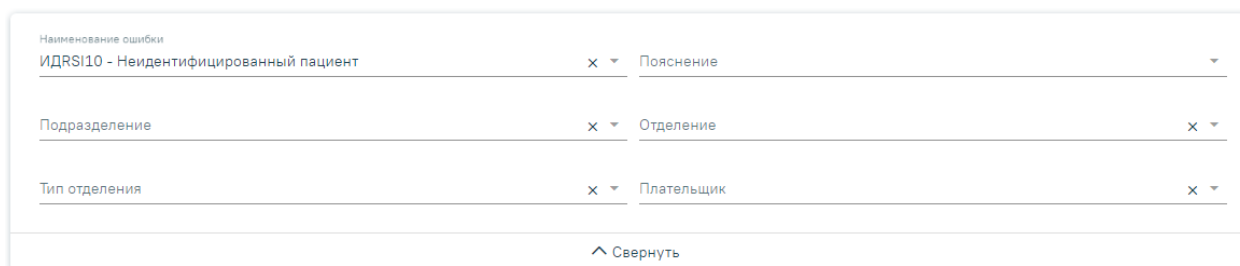 Наименование ошибки
ИДRSI10 - Неидентифицированный пациент
Пояснение
Подразделение
Отделение
Тип отделения
Плательщик
Свернуть